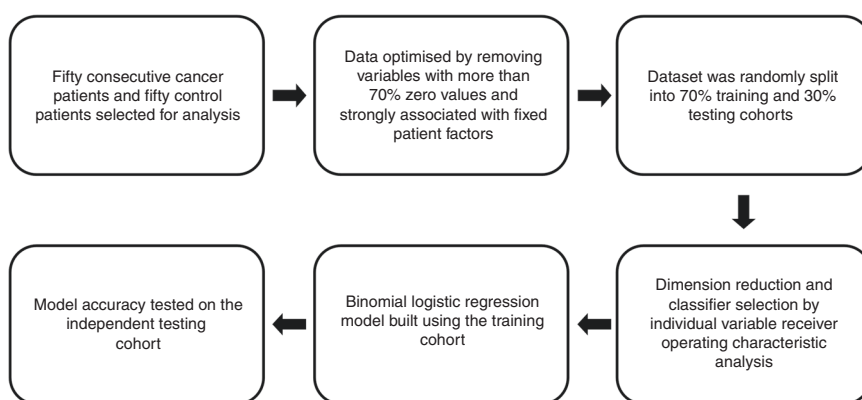 Fifty consecutive cancer
patients and fifty control
patients selected for analysis
Data optimised by removing
variables with more than
70% zero values and
strongly associated with fixed
patient factors
Dataset was randomly split
into 70% training and 30%
testing cohorts
Dimension reduction and
classifier selection by
individual variable receiver
operating characteristic
analysis
Binomial logistic regression
model built using the training
cohort
Model accuracy tested on the
independent testing
cohort